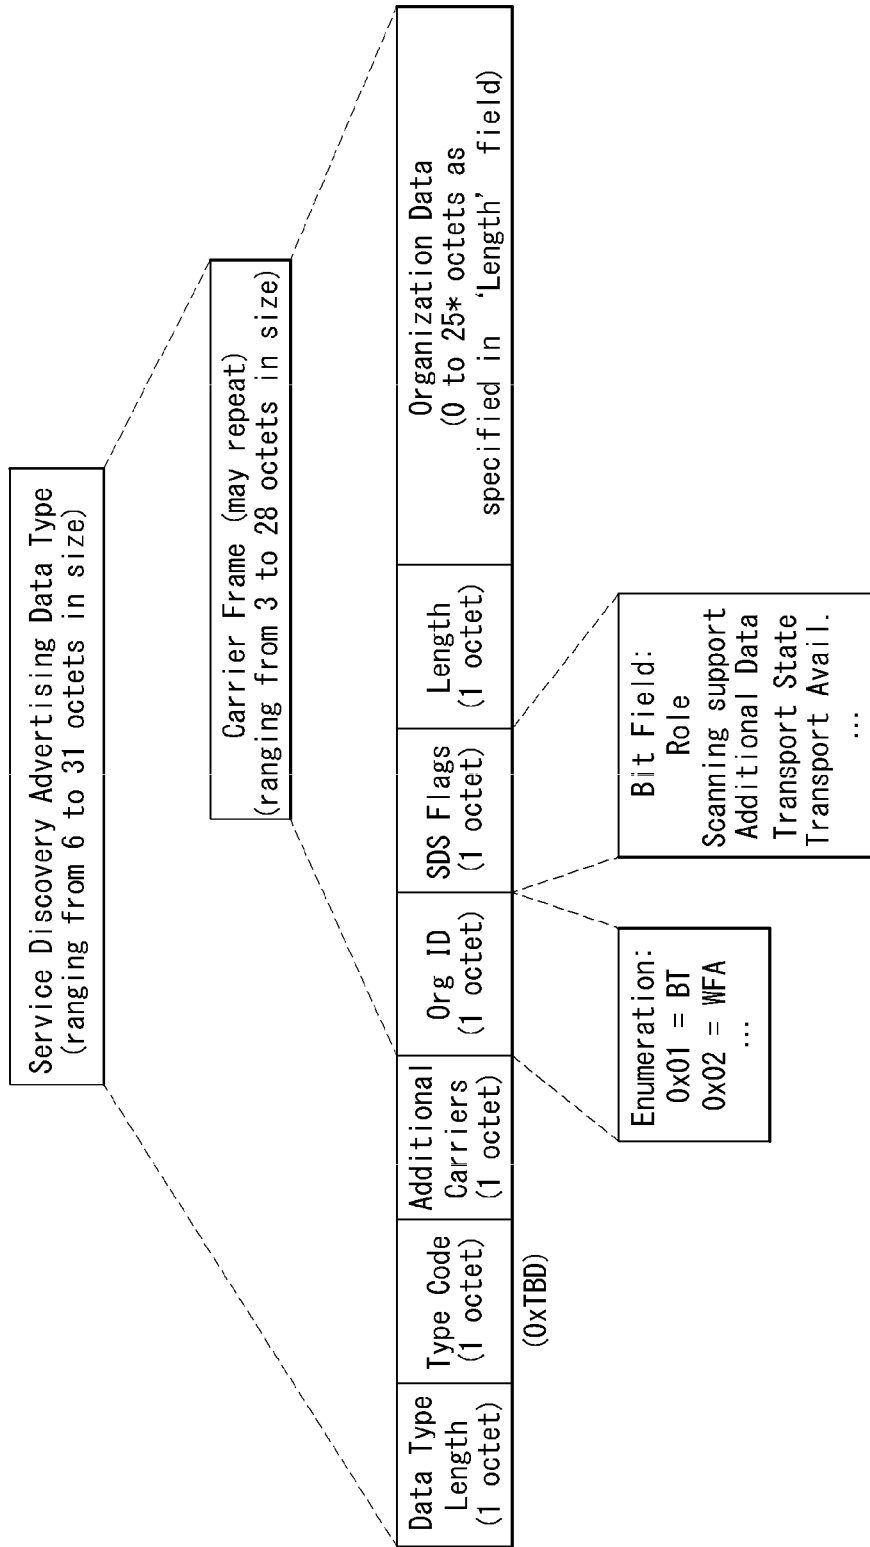 Service Discovery Advertising Data Type
(ranging from 6 to 31 octets in size)
Carrier Frame (may repeat)
(ranging from 3 to 28 octets in size)
Data Type
Length
(1 octet)
Type Code
(1 octet)
Additional
Carriers
(1 octet)
Org ID
(1 octet)
SDS Flags
(1 octet)
Length
(1 octet)
Organization Data
(0 to 25* octets as
specified in ‘Length’ field)
(0xTBD)
Enumeration:
0x01 = BT
0x02 = WFA
...
Bit Field:
Role
Scanning support
Additional Data
Transport State
Transport Avail.
...